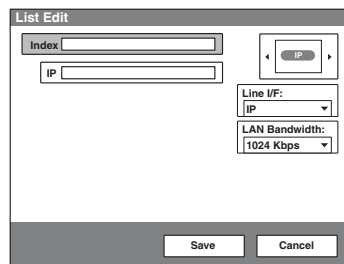 List Edit
Index
IP
IP
Line I/F:
IP
LAN Bandwidth:
1024 Kbps
Save
Cancel